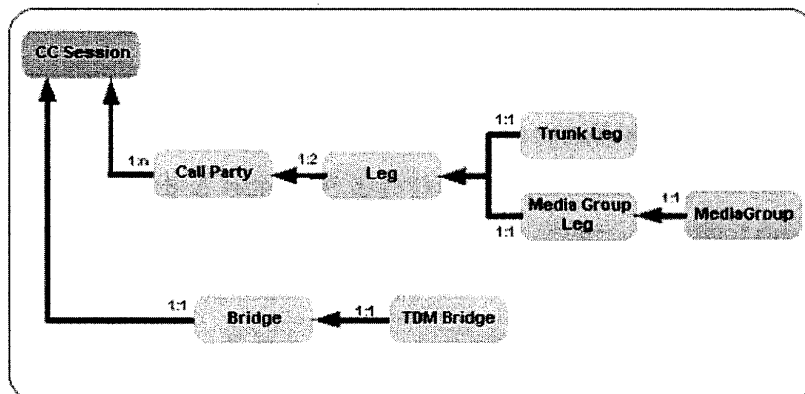 CC Session
1:1
Trunk Leg
1:n
Call Party
1:2
Leg
Media Group
Leg
1:1
1:1
MediaGroup
1:1
Bridge
1:1
TDM Bridge